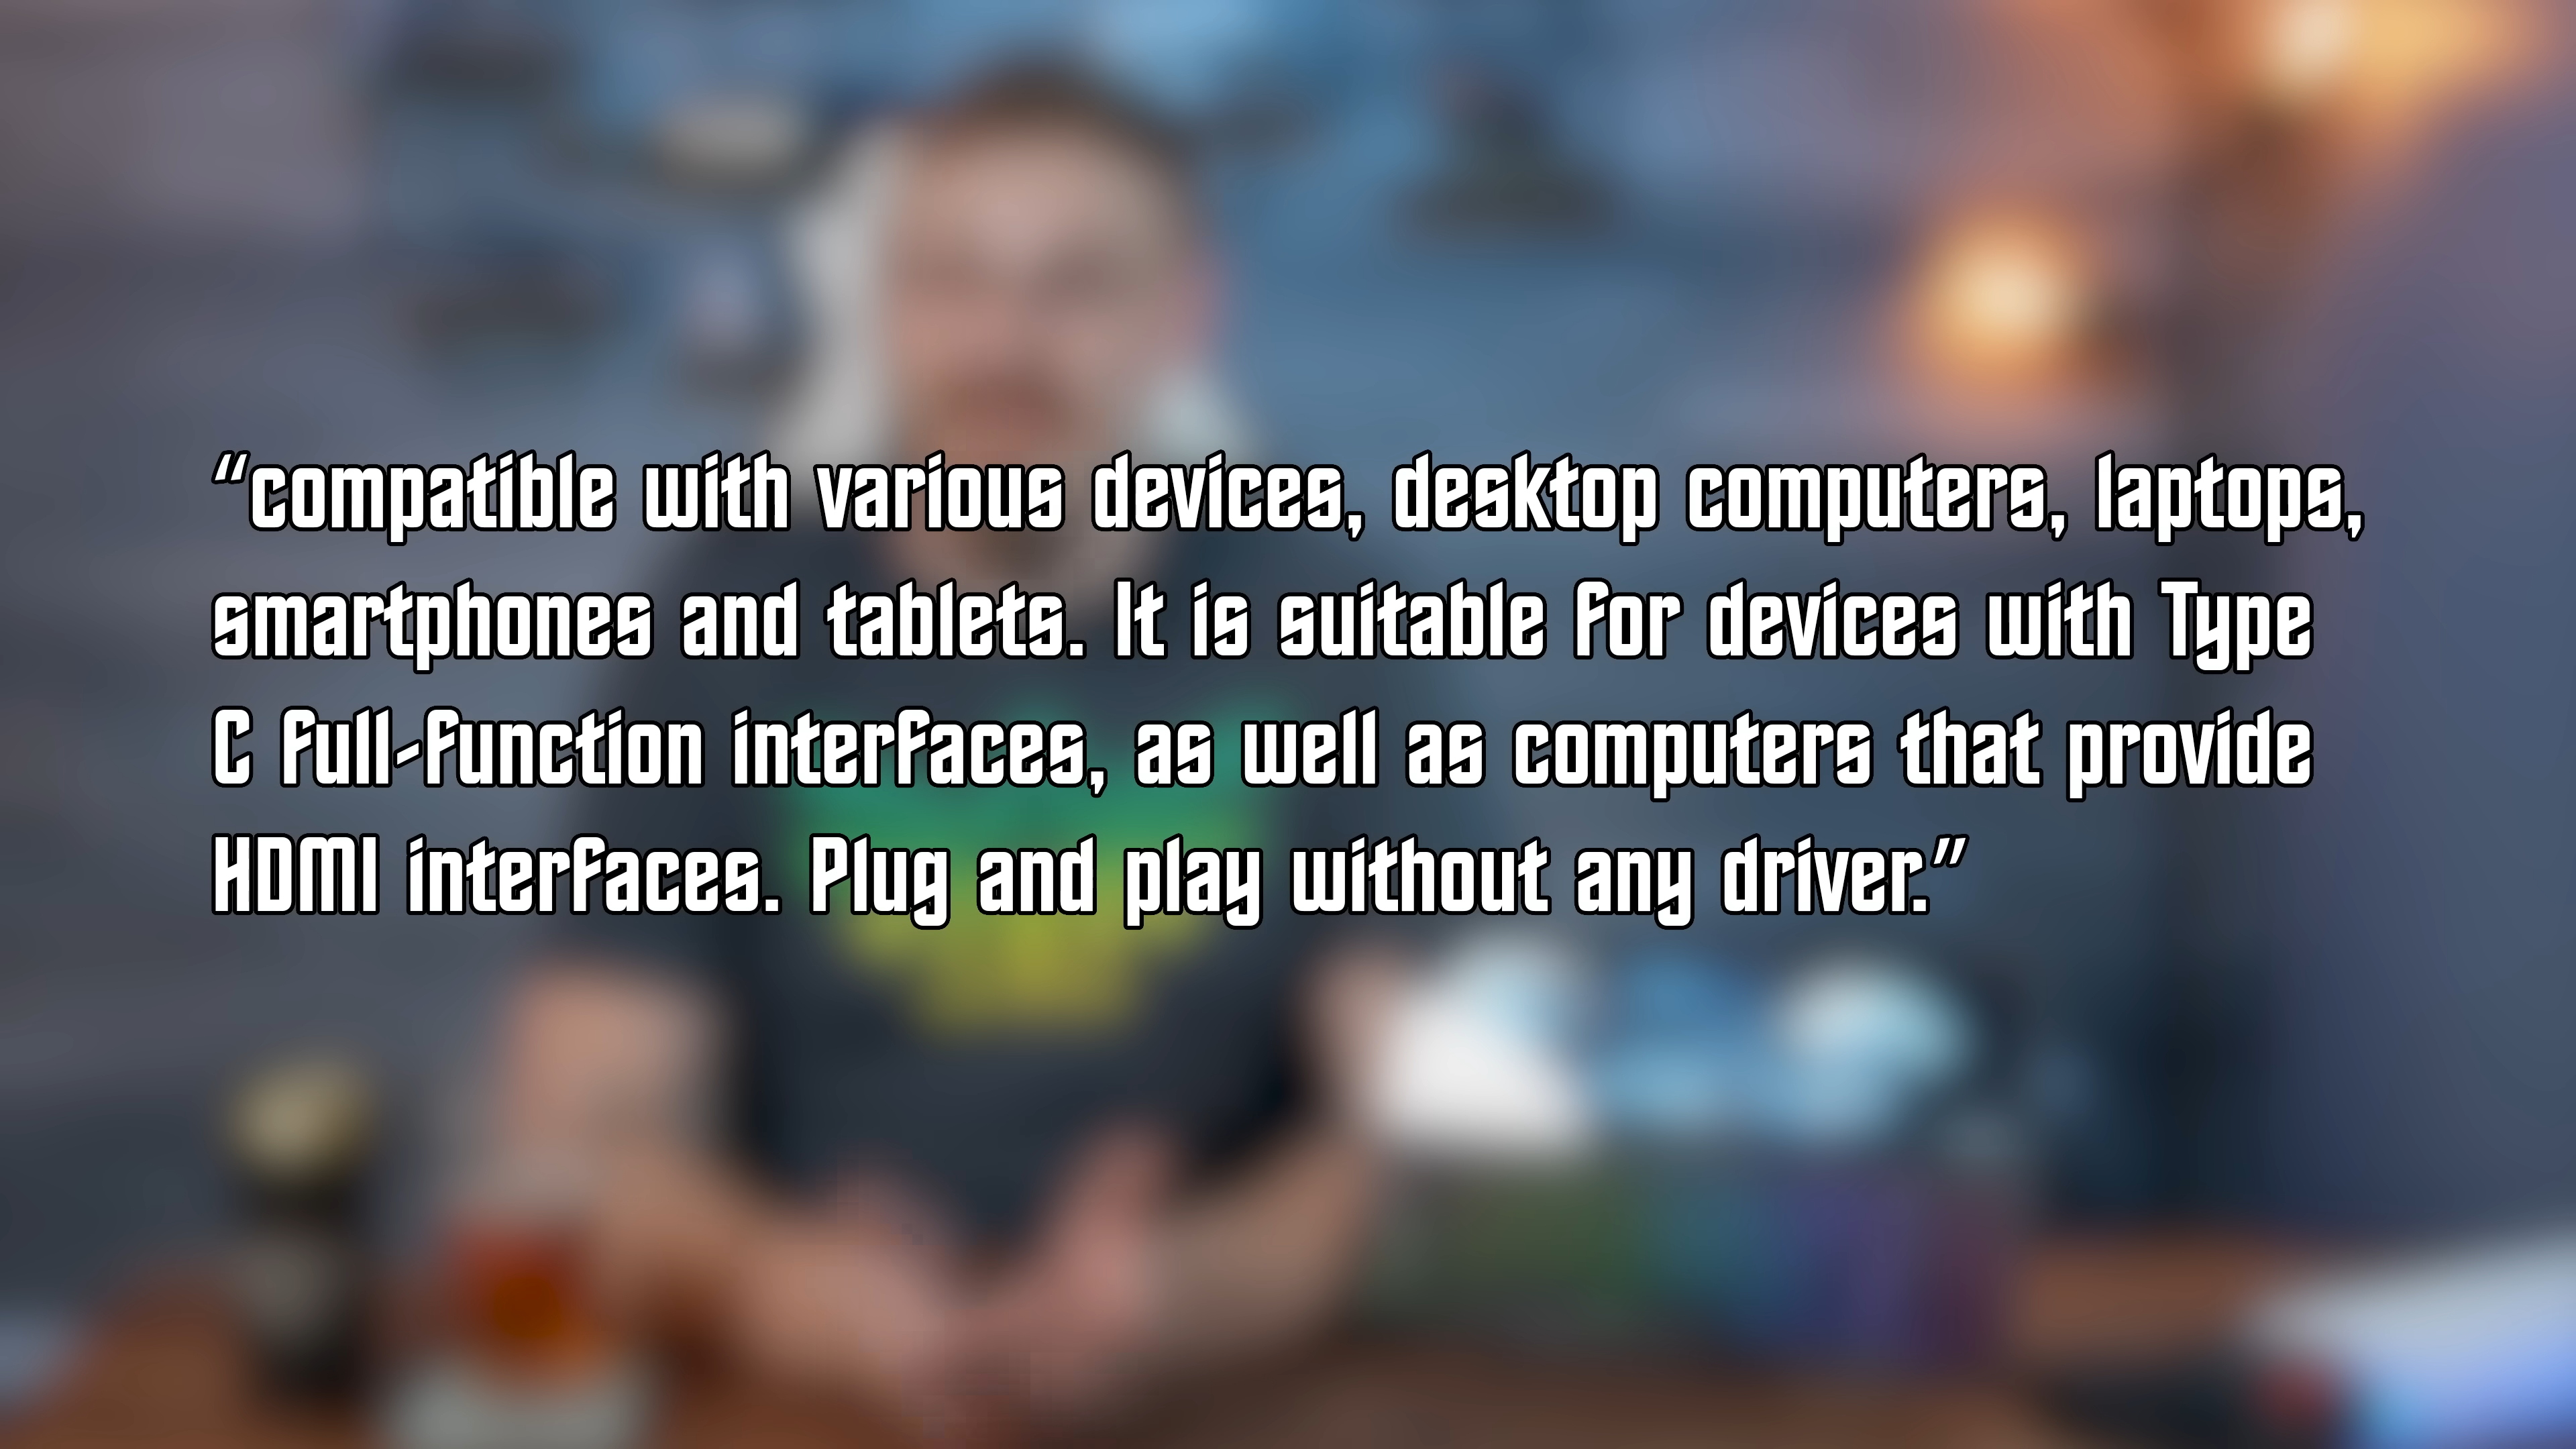 “compatible with various devices, desktop computers, laptops,
smartphones and tablets. It is suitable for devices with Type
C full-function interfaces, as well as computers that provide
HDMI interfaces. Plug and play without any driver.”